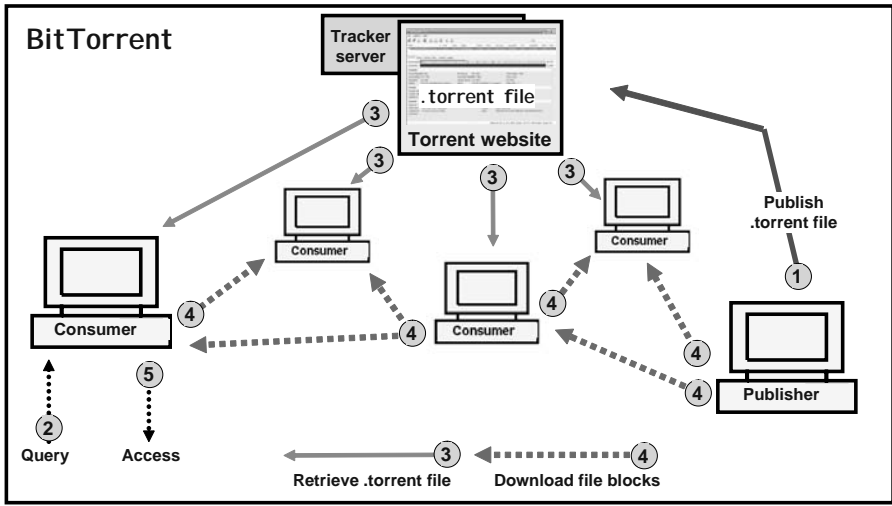 BitTorrent
Tracker
server
.torrent file
Torrent website
3
3
3
3
Publish
.torrent file
1
Consumer
Consumer
Consumer
Consumer
Publisher
4
4
4
4
4
2
5
Query
Access
3
Retrieve .torrent file
4
Download file blocks